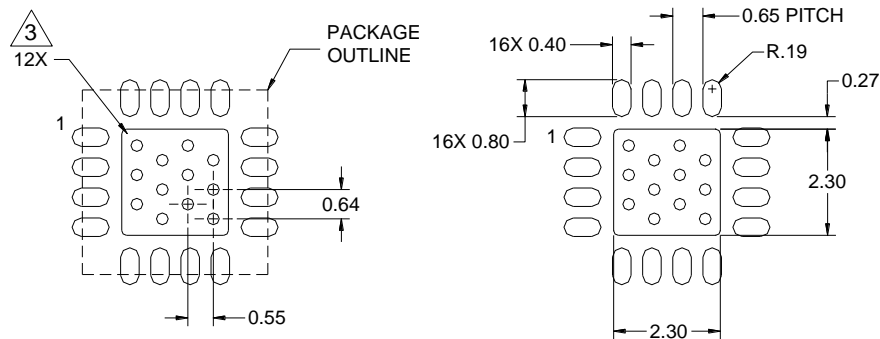 3
12X
PACKAGE
OUTLINE
1
0.64
0.55
0.65 PITCH
16X 0.40
R.19
0.27
16X 0.80
1
2.30
2.30